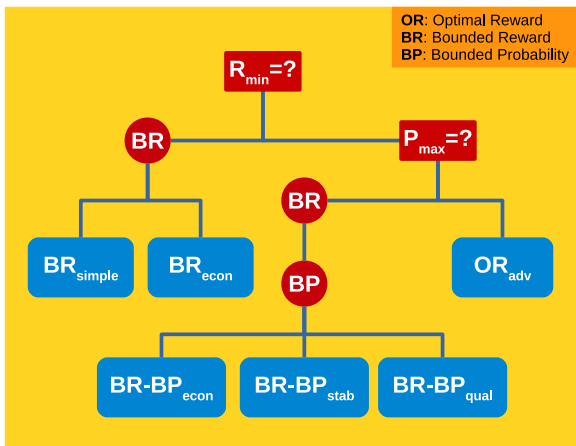 OR: Optimal Reward
BR: Bounded Reward
BP: Bounded Probability
Rmin=?
BR
Pmax=?
BR
BRsimple
BRecon
ORadv
BP
BR-BPecon
BR-BPstab
BR-BPqual